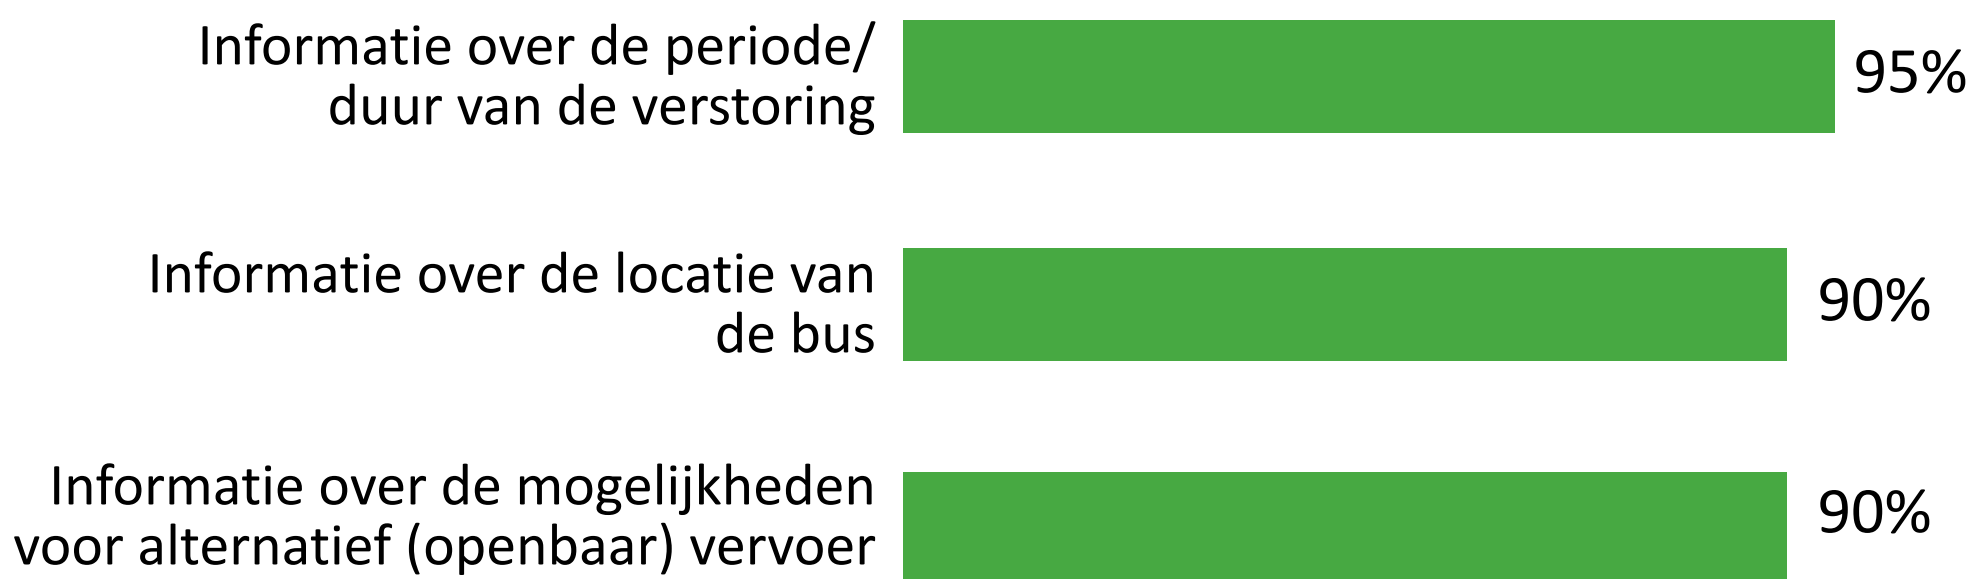 Informatie over de periode/
duur van de verstoring
95%
Informatie over de locatie van
de bus
90%
Informatie over de mogelijkheden
voor alternatief (openbaar) vervoer
90%